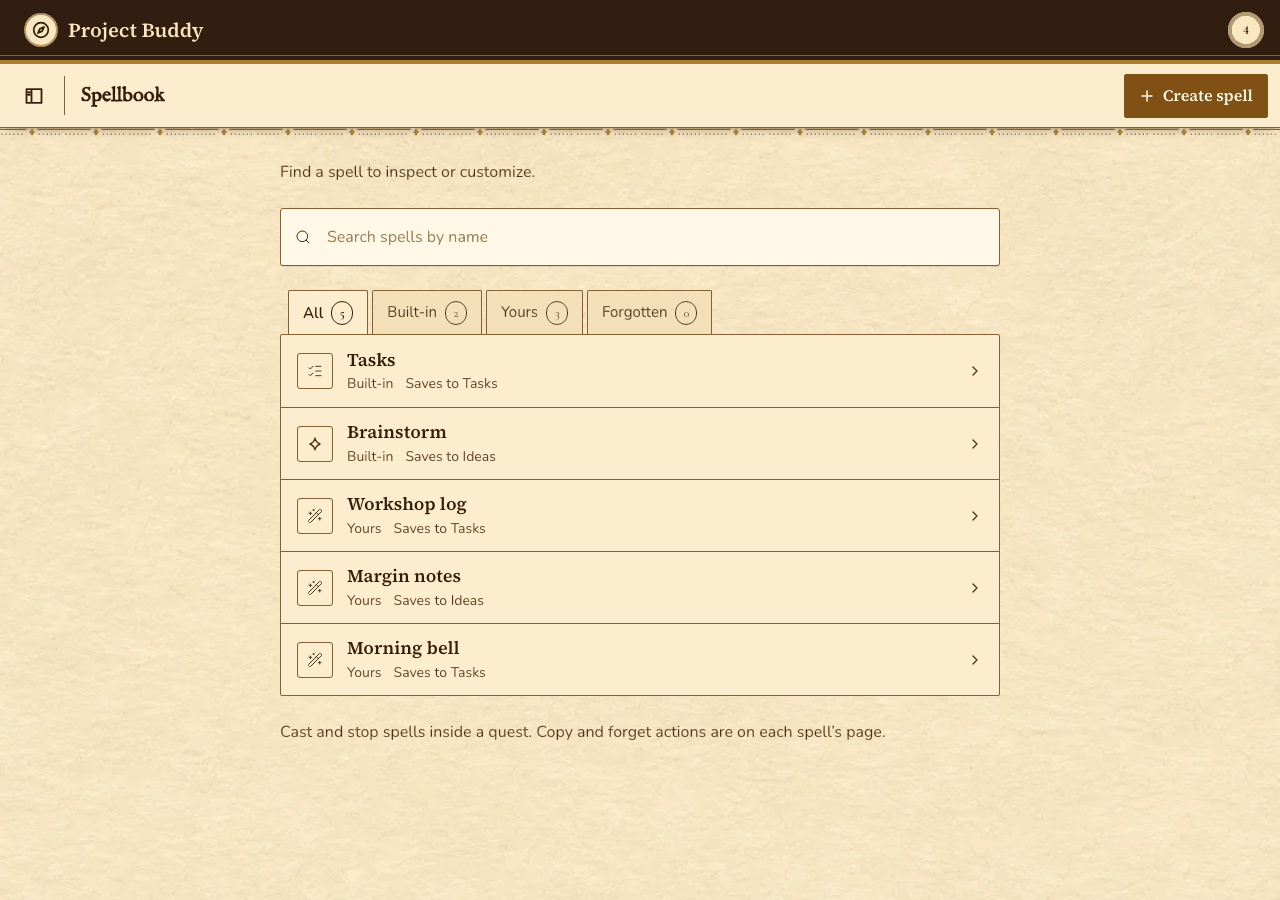 Project Buddy
4
Spellbook
Create spell
Find a spell to inspect or customize.
Search spells by name
All 5
Built-in 2
Yours 3
Forgotten 0
Tasks
Built-in Saves to Tasks
Brainstorm
Built-in Saves to Ideas
Workshop log
Yours Saves to Tasks
Margin notes
Yours Saves to Ideas
Morning bell
Yours Saves to Tasks
Cast and stop spells inside a quest. Copy and forget actions are on each spell’s page.